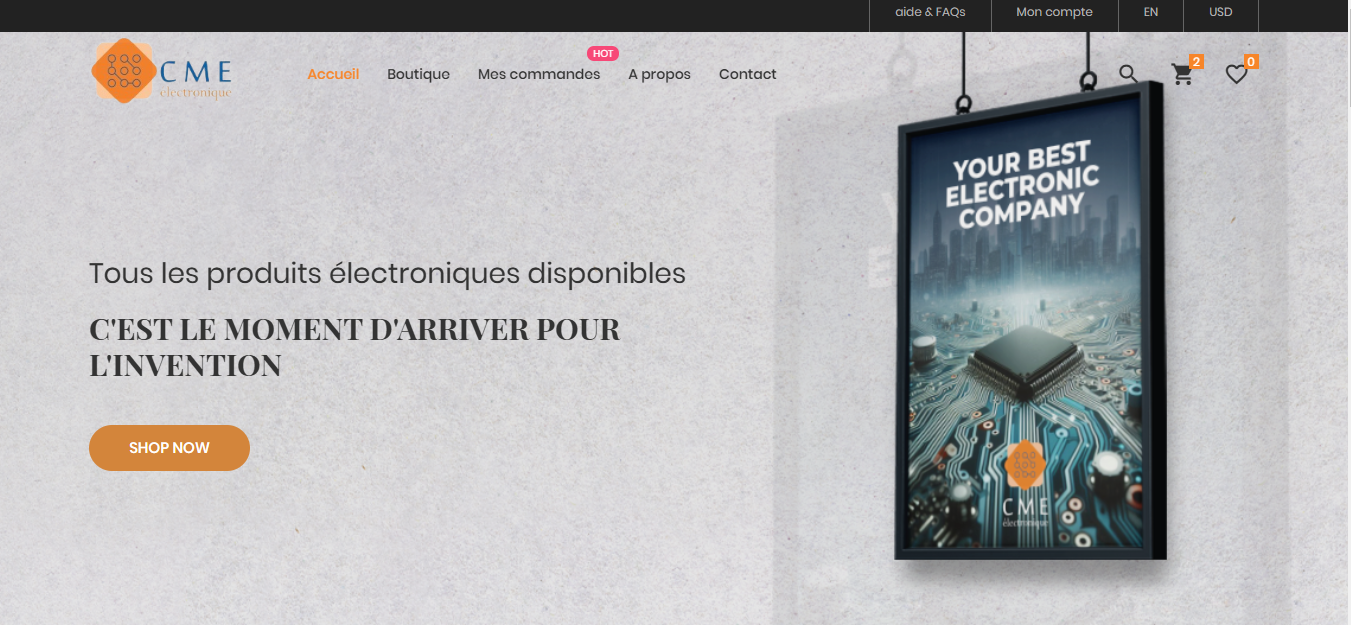 aide & FAQs
Mon compte
EN
USD
CME
electronique
Accueil
Boutique
Mes commandes
HOT
A propos
Contact
2
0
Tous les produits électroniques disponibles
C'EST LE MOMENT D'ARRIVER POUR
L'INVENTION
SHOP NOW
YOUR BEST
ELECTRONIC
COMPANY
CME
électronique